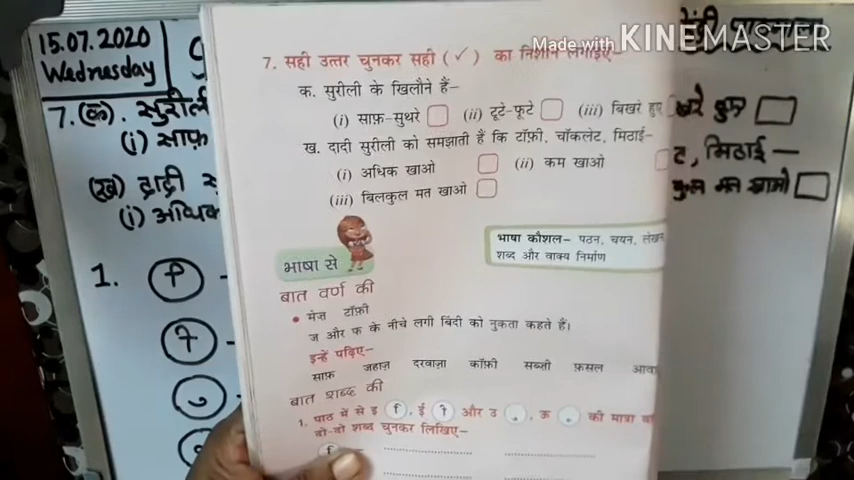 Made with KINEMASTER
15.07.2020
Wednesday
7. (क) सुरीली
(i) साफ़
(ख)
(i) अधिक
1.
7. सही उत्तर चुनकर सही (✓) का निशान लगाइए–
क. सुरीली के खिलौने हैं–
(i) साफ़-सुथरे (ii) टूटे-फूटे (iii) बिखरे हुए
ख. दादी सुरीली को समझाती हैं कि टॉफ़ी, चॉकलेट, मिठाई–
(i) अधिक खाओ (ii) कम खाओ
(iii) बिलकुल मत खाओ
भाषा कौशल– पठन, चयन, लेखन
शब्द और वाक्य निर्माण
भाषा से
बात वर्ण की
• मेज़ टॉफ़ी
ज और फ के नीचे लगी बिंदी को नुकता कहते हैं।
इन्हें पढ़िए–
साफ़ जहाज़ दरवाज़ा कॉफ़ी सब्ज़ी फ़सल
बात शब्द की
1. पाठ में से इ ि, ई ी और उ ु, ऊ ू की मात्रा
दो-दो शब्द चुनकर लिखिए–
मिठाई –